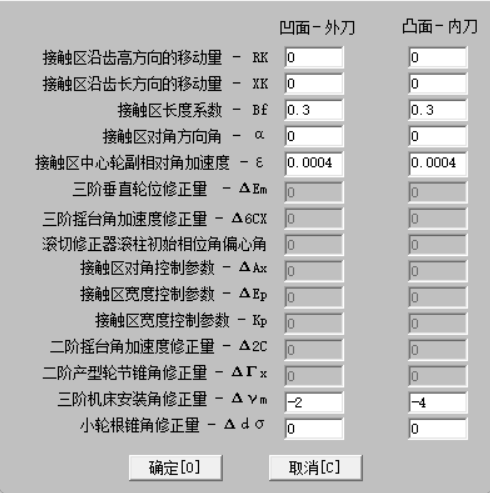 凹面-外刀 凸面-内刀
接触区沿齿高方向的移动量 - RK 0 0
接触区沿齿长方向的移动量 - XK 0 0
接触区长度系数 - Bf 0.3 0.3
接触区对角方向角 - α 0 0
接触区中心轮副相对角加速度 - ε 0.0004 0.0004
三阶垂直轮位修正量 - ΔEm 0 0
三阶摇台角加速度修正量 - Δ6CX 0 0
滚切修正器滚柱初始相位角偏心角 0 0
接触区对角控制参数 - ΔAx 0 0
接触区宽度控制参数 - ΔEp 0 0
接触区宽度控制参数 - Kp 0 0
二阶摇台角加速度修正量 - Δ2C 0 0
二阶产型轮节锥角修正量 - ΔΓx 0 0
三阶机床安装角修正量 - Δγm -2 -4
小轮根锥角修正量 - Δdσ 0 0
确定[O] 取消[C]